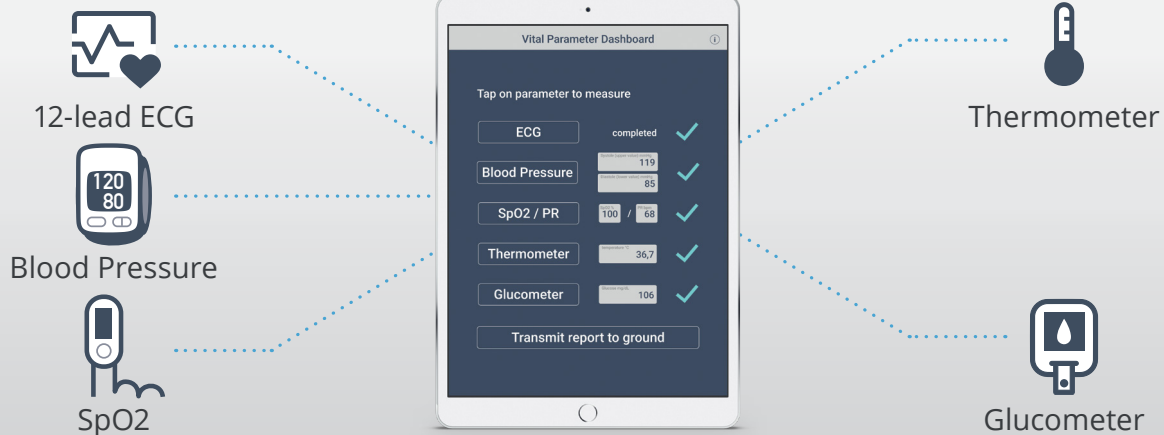 12-lead ECG
120
80
Blood Pressure
SpO2
Vital Parameter Dashboard
Tap on parameter to measure
ECG completed
Blood Pressure
119
85
SpO2 / PR
100 / 68
Thermometer
36,7
Glucometer
106
Transmit report to ground
Thermometer
Glucometer